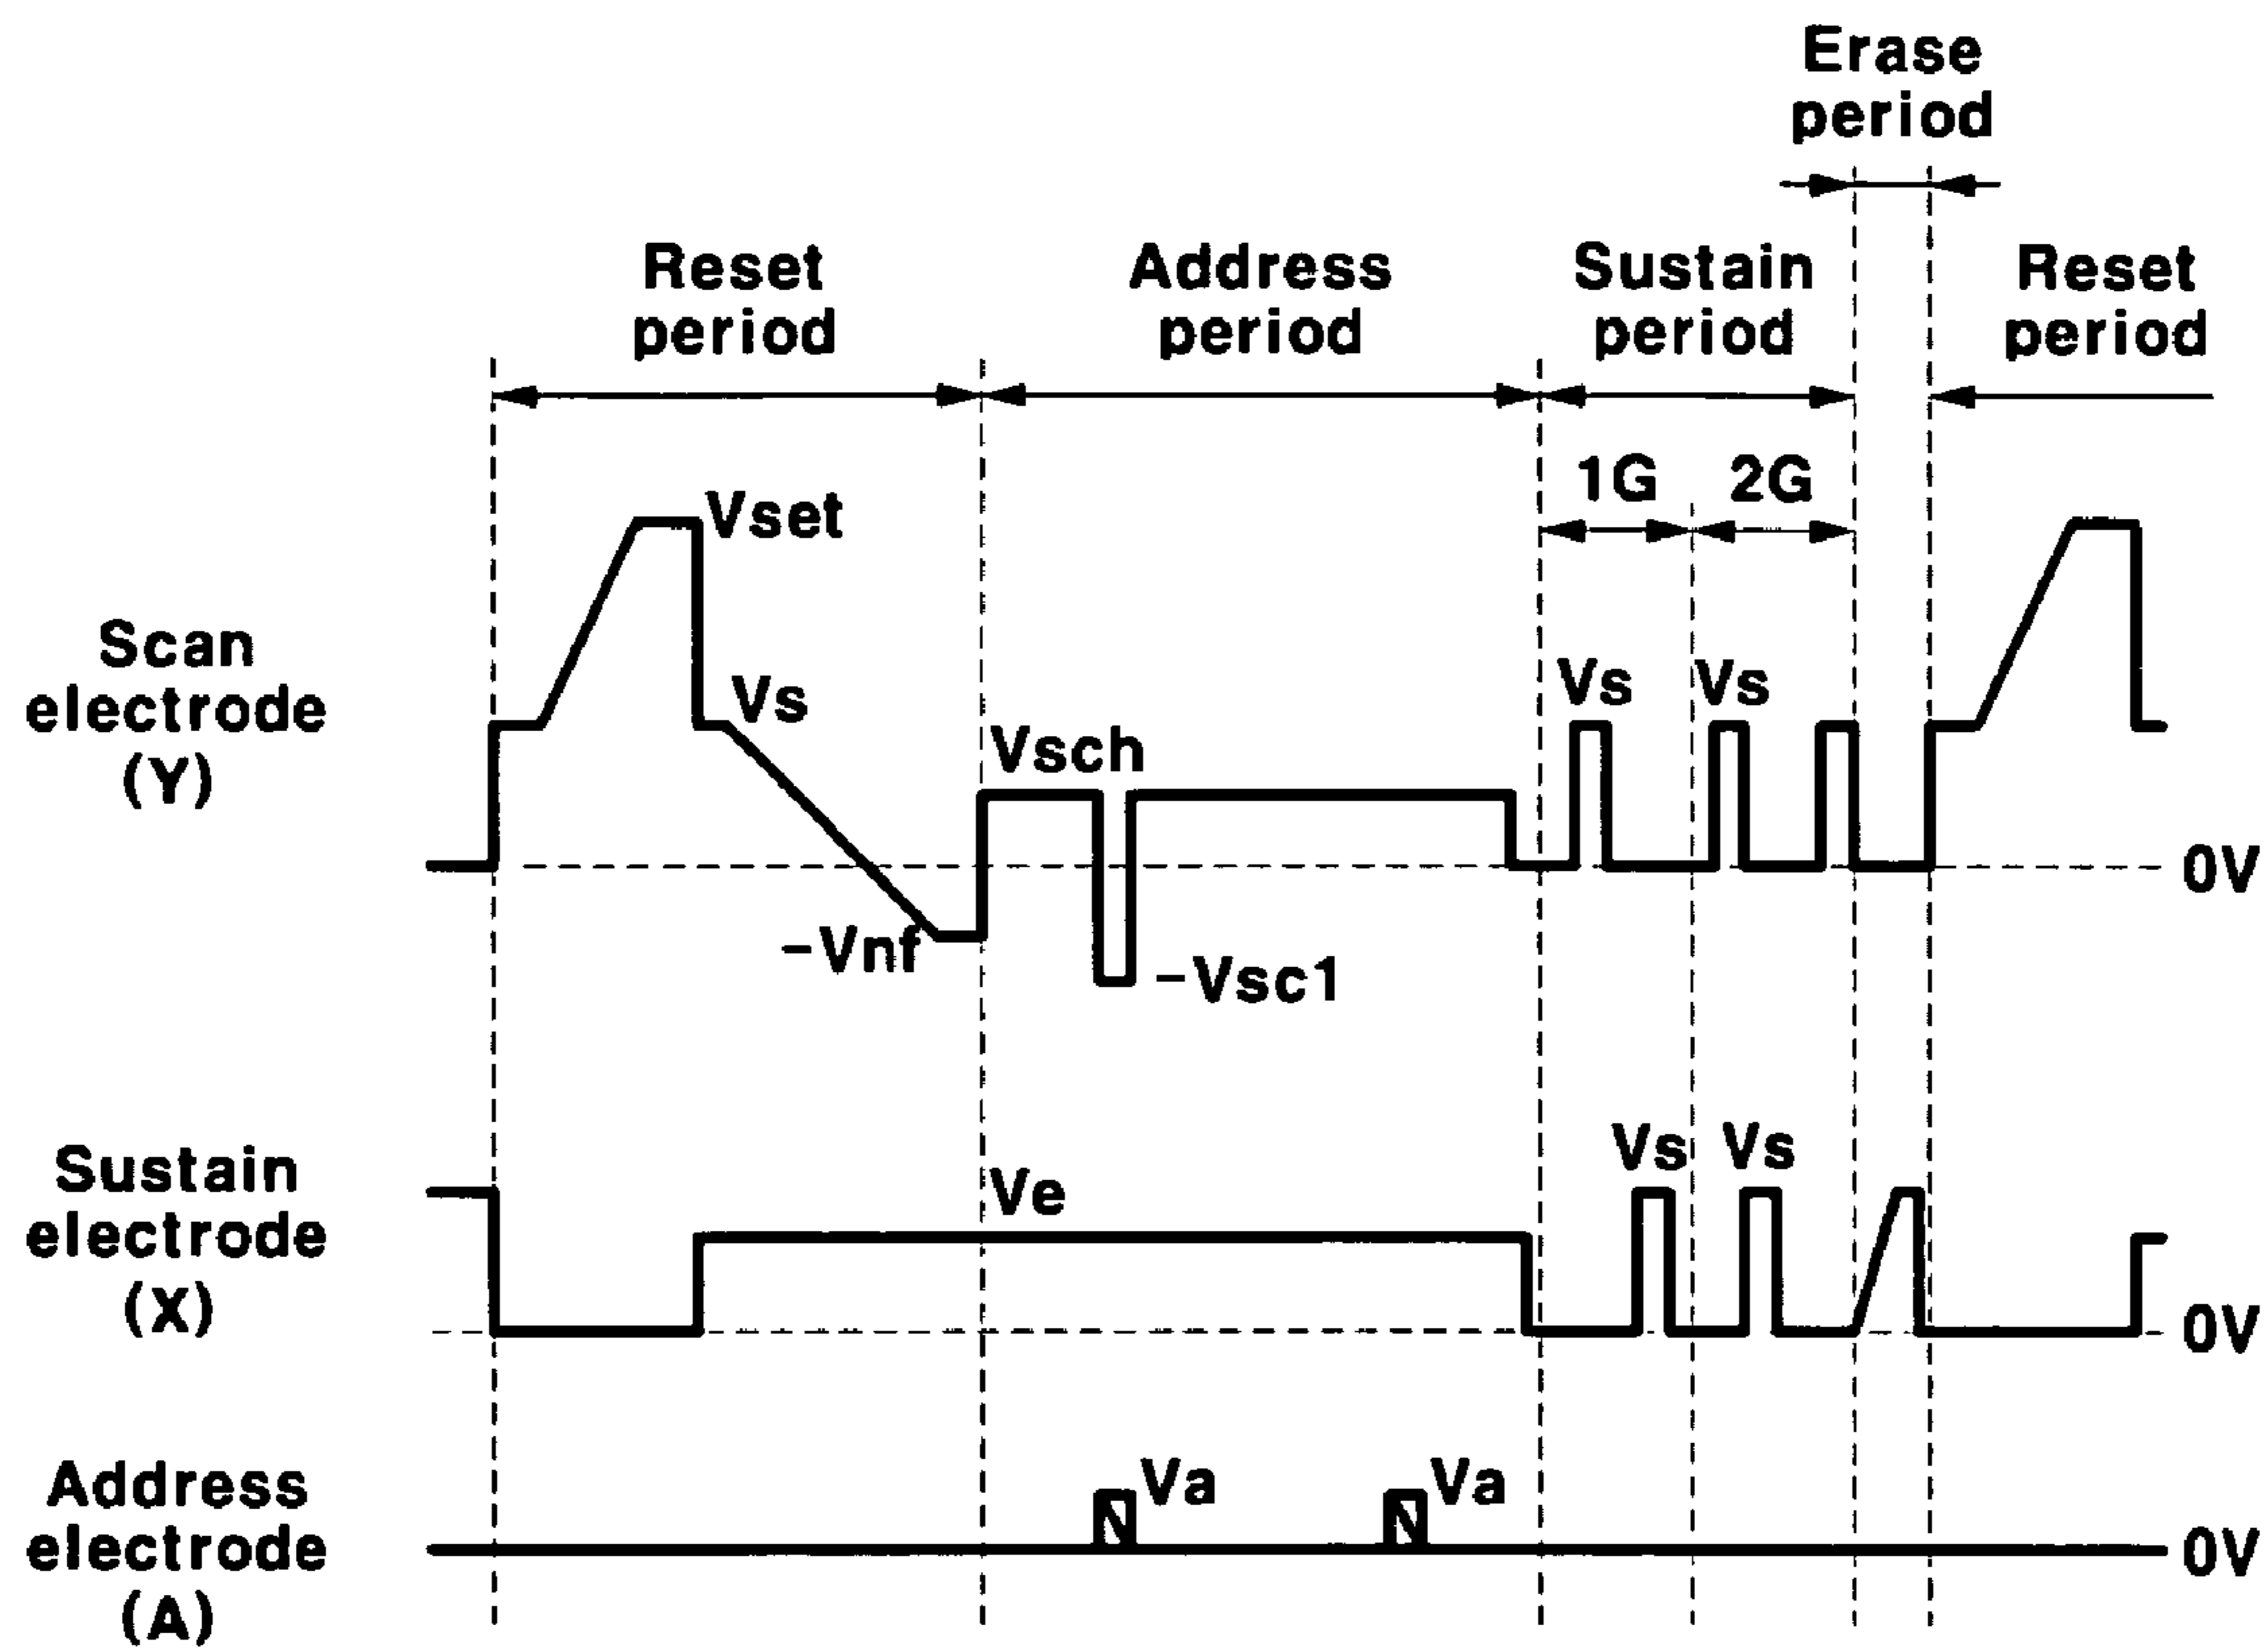 Erase
period
Reset
period
Address
period
Sustain
period
Reset
period
1G
2G
Vset
Scan
electrode
(Y)
Vs
Vsch
Vs
Vs
0V
-Vnf
-Vsc1
Sustain
electrode
(X)
Ve
Vs
Vs
0V
Address
electrode
(A)
Va
Va
0V